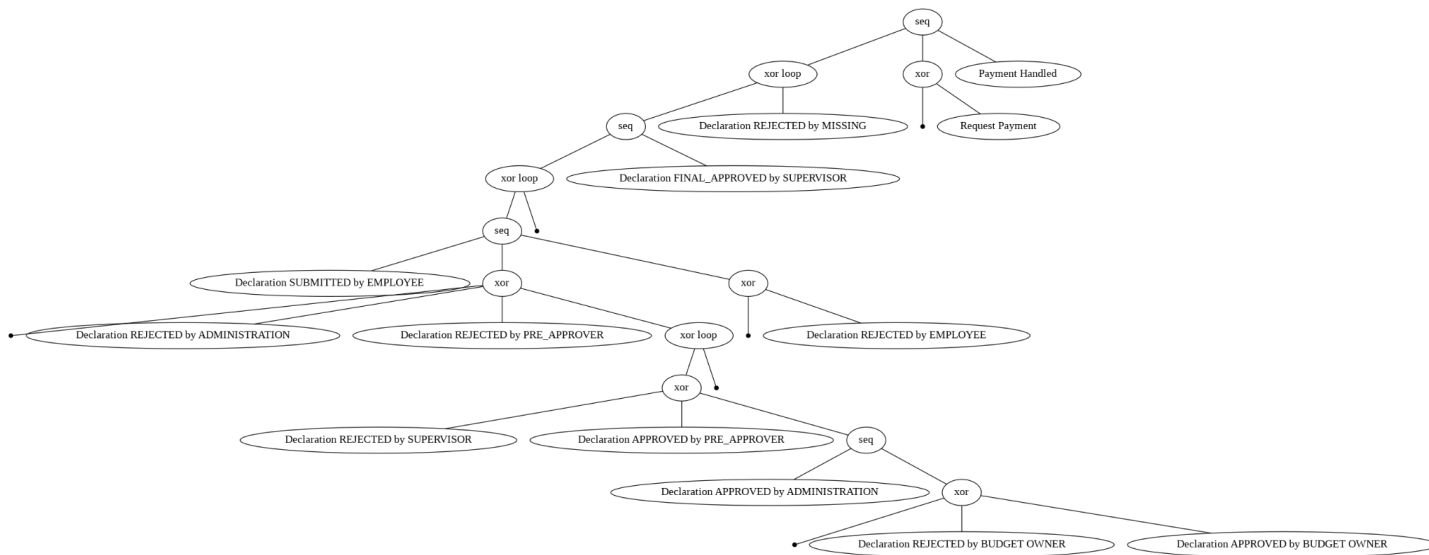 seq
xor loop
xor
Payment Handled
seq
Declaration REJECTED by MISSING
Request Payment
xor loop
Declaration FINAL_APPROVED by SUPERVISOR
seq
Declaration SUBMITTED by EMPLOYEE
xor
xor
Declaration REJECTED by ADMINISTRATION
Declaration REJECTED by PRE_APPROVER
xor loop
Declaration REJECTED by EMPLOYEE
xor
Declaration REJECTED by SUPERVISOR
Declaration APPROVED by PRE_APPROVER
seq
Declaration APPROVED by ADMINISTRATION
xor
Declaration REJECTED by BUDGET OWNER
Declaration APPROVED by BUDGET OWNER